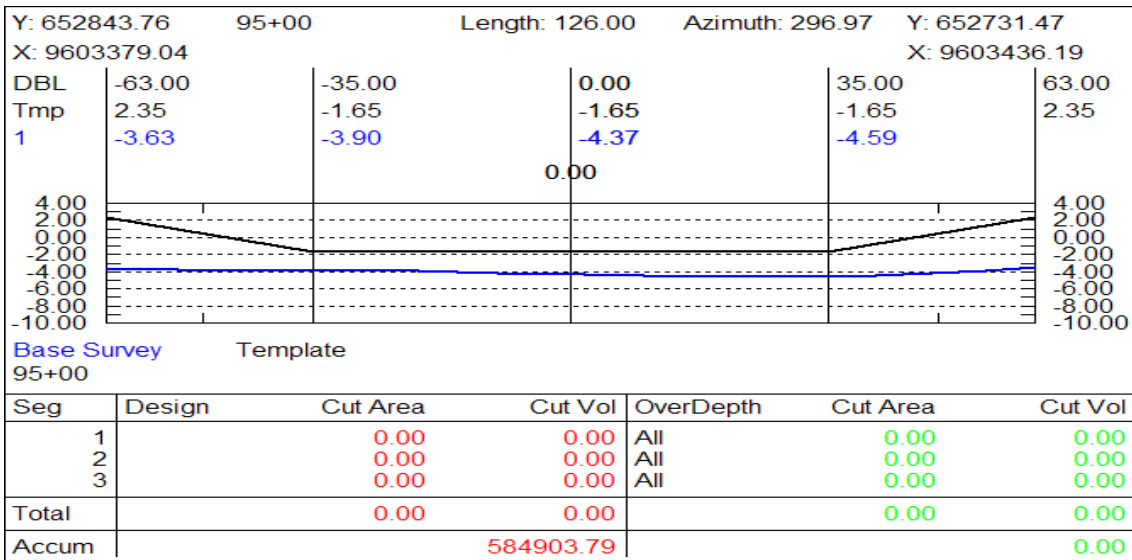 Y: 652843.76 95+00 Length: 126.00 Azimuth: 296.97 Y: 652731.47
X: 9603379.04 X: 9603436.19
DBL -63.00 -35.00 0.00 35.00 63.00
Tmp 2.35 -1.65 -1.65 -1.65 2.35
1 -3.63 -3.90 -4.37 -4.59
0.00
4.00 4.00
2.00 2.00
0.00 0.00
-2.00 -2.00
-4.00 -4.00
-6.00 -6.00
-8.00 -8.00
-10.00 -10.00
Base Survey Template
95+00
Seg Design Cut Area Cut Vol OverDepth Cut Area Cut Vol
1 0.00 0.00 All 0.00 0.00
2 0.00 0.00 All 0.00 0.00
3 0.00 0.00 All 0.00 0.00
Total 0.00 0.00 0.00 0.00
Accum 584903.79 0.00